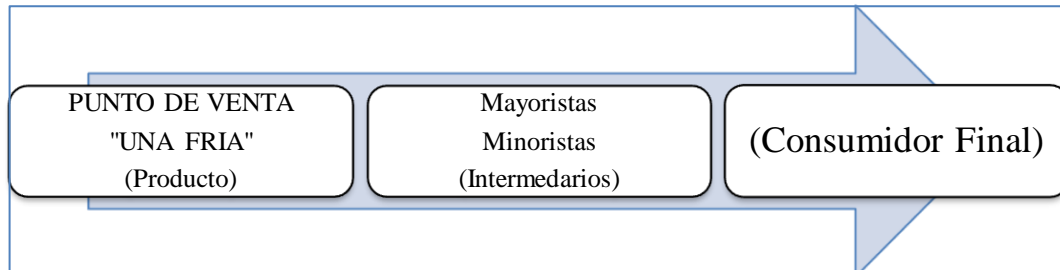 PUNTO DE VENTA
"UNA FRIA"
(Producto)
Mayoristas
Minoristas
(Intermedarios)
(Consumidor Final)